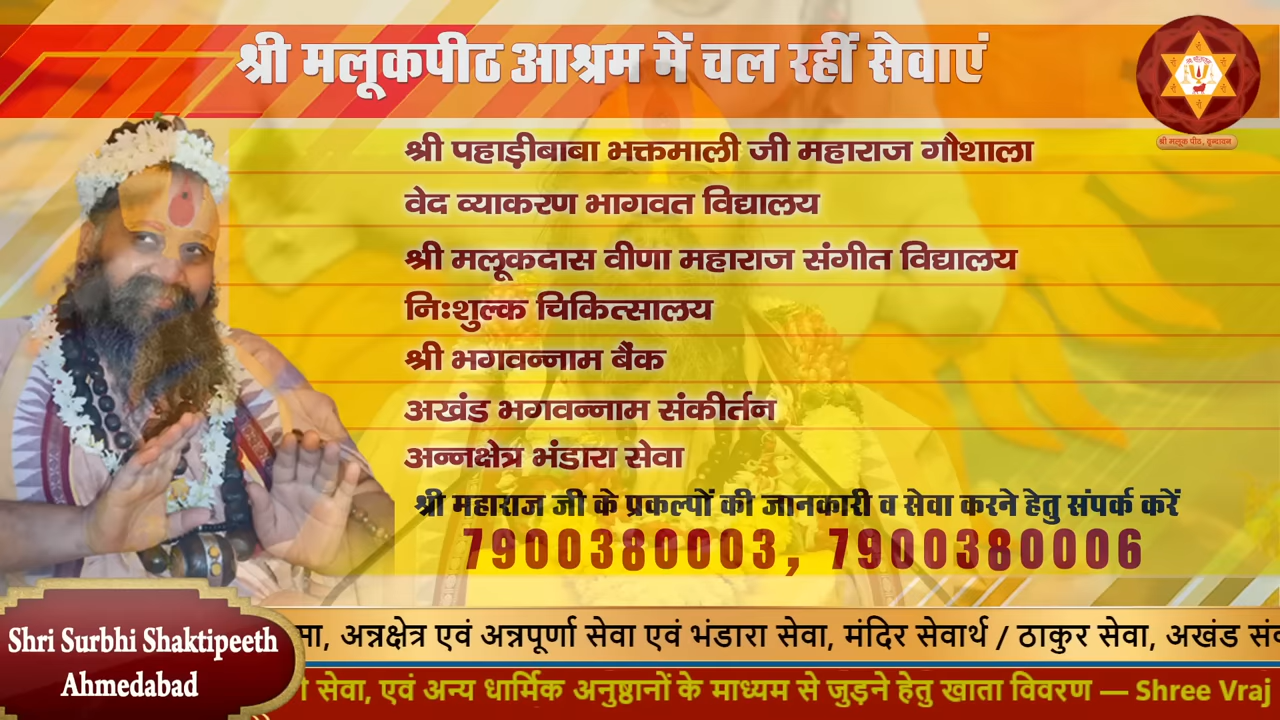 श्री मलूकपीठ आश्रम में चल रहीं सेवाएं
श्री मलूक पीठ, वृन्दावन
श्री पहाड़ीबाबा भक्तमाली जी महाराज गौशाला
वेद व्याकरण भागवत विद्यालय
श्री मलूकदास वीणा महाराज संगीत विद्यालय
निःशुल्क चिकित्सालय
श्री भगवन्नाम बैंक
अखंड भगवन्नाम संकीर्तन
अन्नक्षेत्र भंडारा सेवा
श्री महाराज जी के प्रकल्पों की जानकारी व सेवा करने हेतु संपर्क करें
7900380003, 7900380006
Shri Surbhi Shaktipeeth
Ahmedabad
अन्नक्षेत्र एवं अन्नपूर्णा सेवा एवं भंडारा सेवा, मंदिर सेवार्थ / ठाकुर सेवा, अखंड
सेवा, एवं अन्य धार्मिक अनुष्ठानों के माध्यम से जुड़ने हेतु खाता विवरण — Shree Vraj